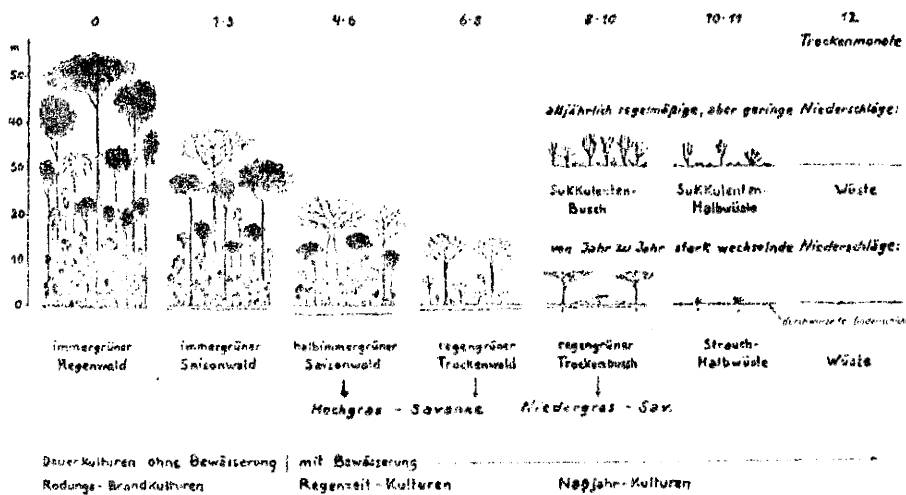 0 1-3 4-6 6-8 8-10 10-11 12
Trockenmonate
m
50
40
30
20
10
0
alljährlich regelmäßige, aber geringe Niederschläge:
Sukkulenten-Busch
Sukkulenten-Halbwüste
Wüste
von Jahr zu Jahr stark wechselnde Niederschläge:
immergrüner Regenwald
immergrüner Saisonwald
halbimmergrüner Saisonwald
regengrüner Trockenwald
regengrüner Trockenbusch
Strauch-Halbwüste
Wüste
Hochgras - Savanne
Niedergras - Sav.
Dauerkulturen ohne Bewässerung | mit Bewässerung
Rodungs-Brandkulturen
Regenzeit-Kulturen
Naßjahr-Kulturen